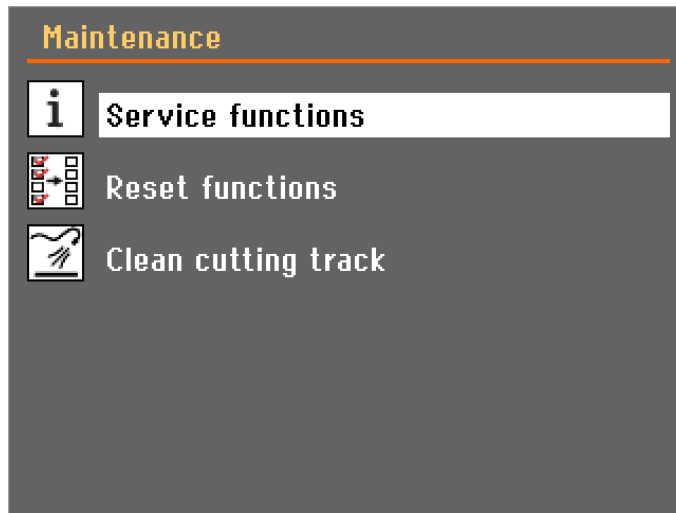 Maintenance
i
Service functions
Reset functions
Clean cutting track